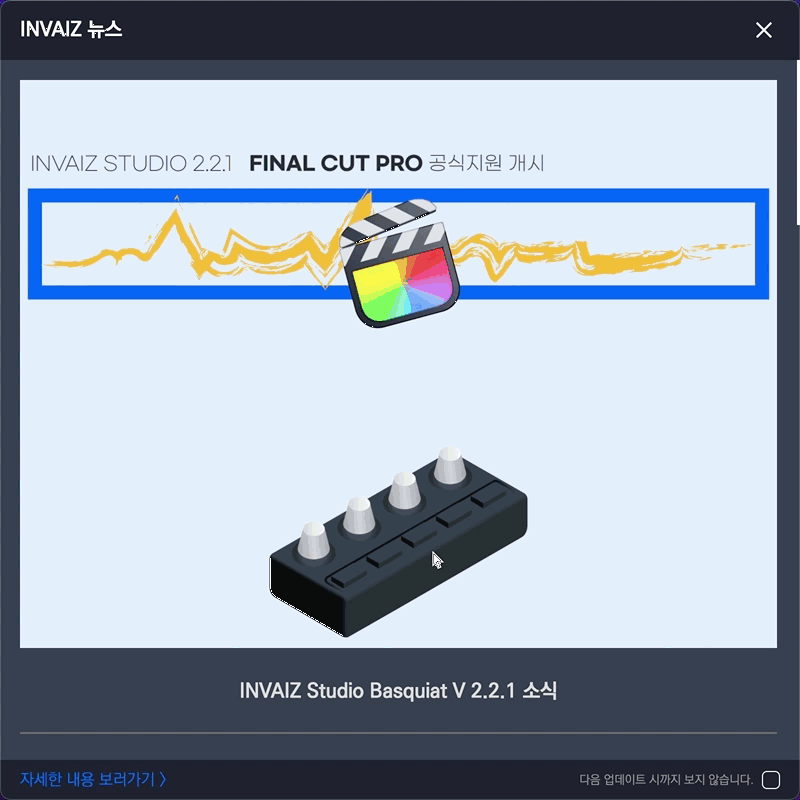 INVAIZ 뉴스
INVAIZ STUDIO 2.2.1 FINAL CUT PRO 공식지원 개시
INVAIZ Studio Basquiat V 2.2.1 소식
자세한 내용 보러가기 〉
다음 업데이트 시까지 보지 않습니다.